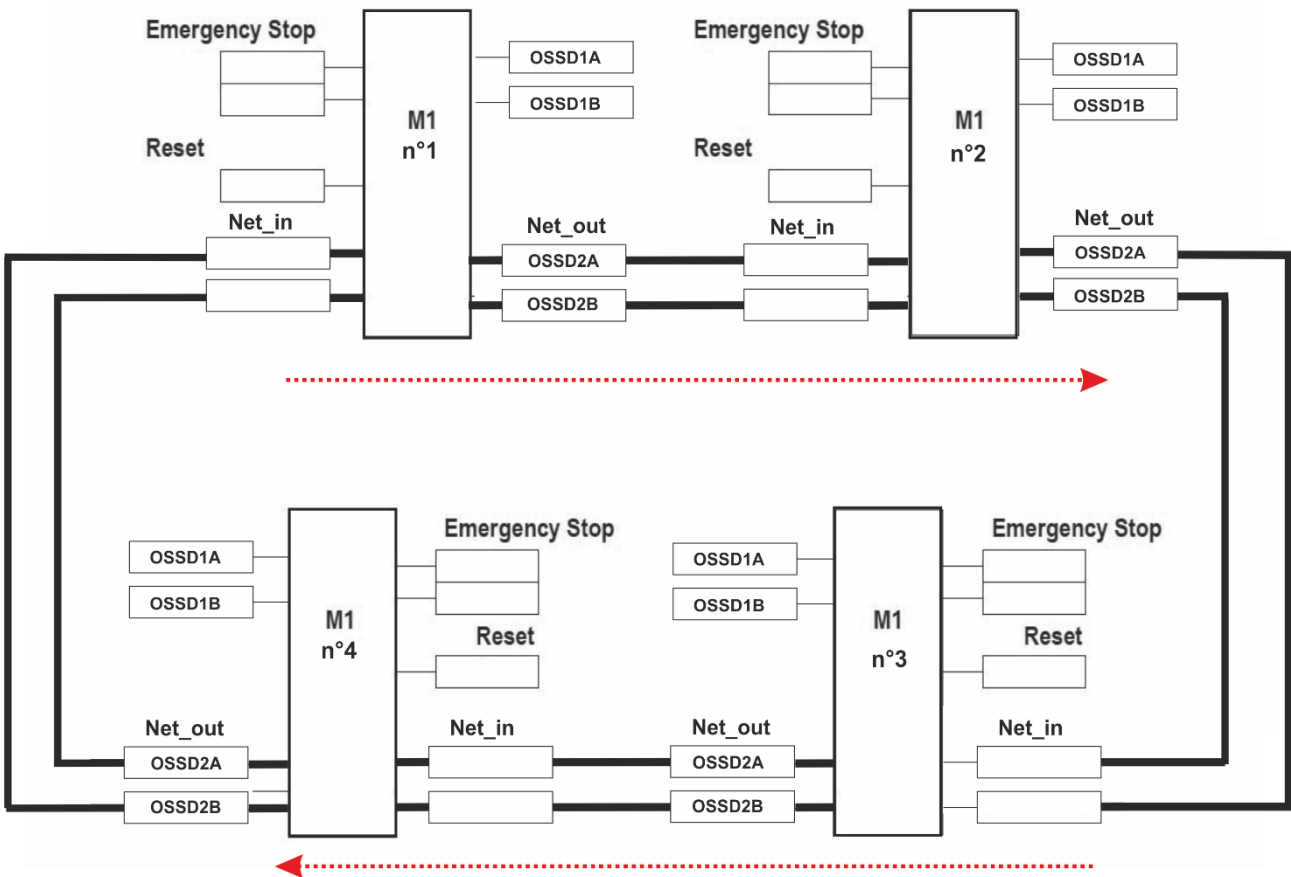 Emergency Stop
OSSD1A
OSSD1B
M1
n°1
Reset
Net_in
Net_out
OSSD2A
OSSD2B
Emergency Stop
OSSD1A
OSSD1B
M1
n°2
Reset
Net_in
Net_out
OSSD2A
OSSD2B
OSSD1A
OSSD1B
M1
n°4
Emergency Stop
Reset
Net_out
OSSD2A
OSSD2B
Net_in
OSSD1A
OSSD1B
M1
n°3
Emergency Stop
Reset
Net_out
OSSD2A
OSSD2B
Net_in